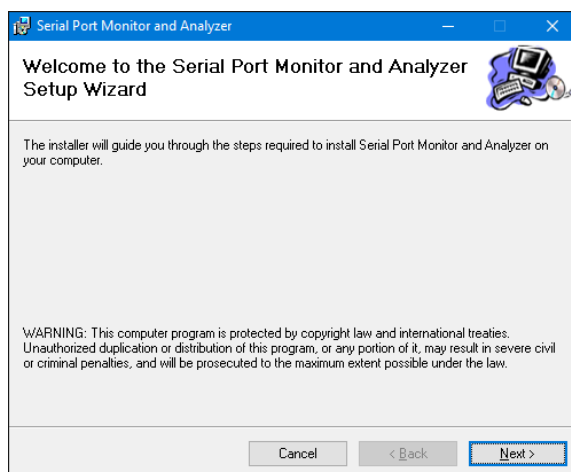 Serial Port Monitor and Analyzer
Welcome to the Serial Port Monitor and Analyzer
Setup Wizard
The installer will guide you through the steps required to install Serial Port Monitor and Analyzer on
your computer.
WARNING: This computer program is protected by copyright law and international treaties.
Unauthorized duplication or distribution of this program, or any portion of it, may result in severe civil
or criminal penalties, and will be prosecuted to the maximum extent possible under the law.
Cancel
< Back
Next >